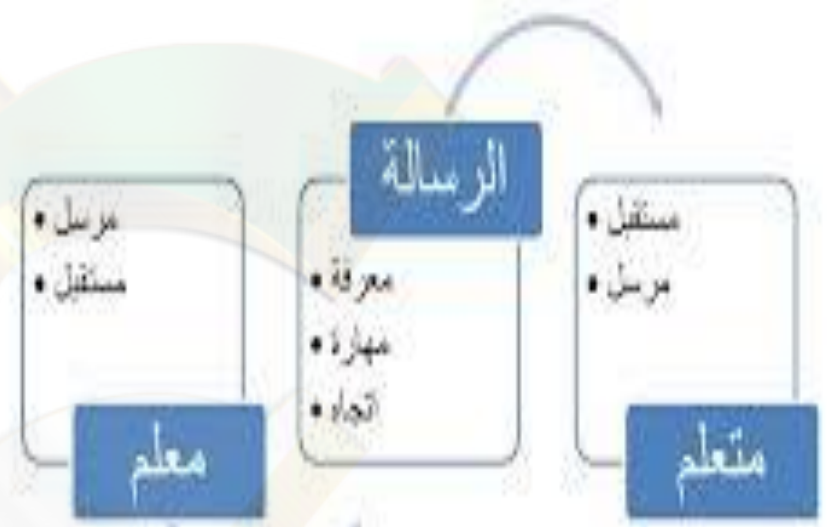 الرسالة
• معرفة
• مهارة
• اتجاه
معلم
• مرسل
• مستقبل
متعلم
• مستقبل
• مرسل